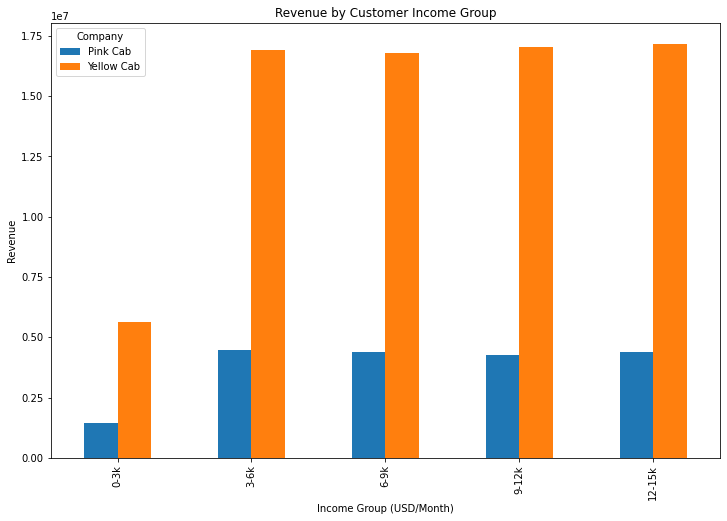 Revenue by Customer Income Group
1e7
Company
Pink Cab
Yellow Cab
1.75
1.50
1.25
1.00
0.75
0.50
0.25
0.00
Revenue
0-3k
3-6k
6-9k
9-12k
12-15k
Income Group (USD/Month)